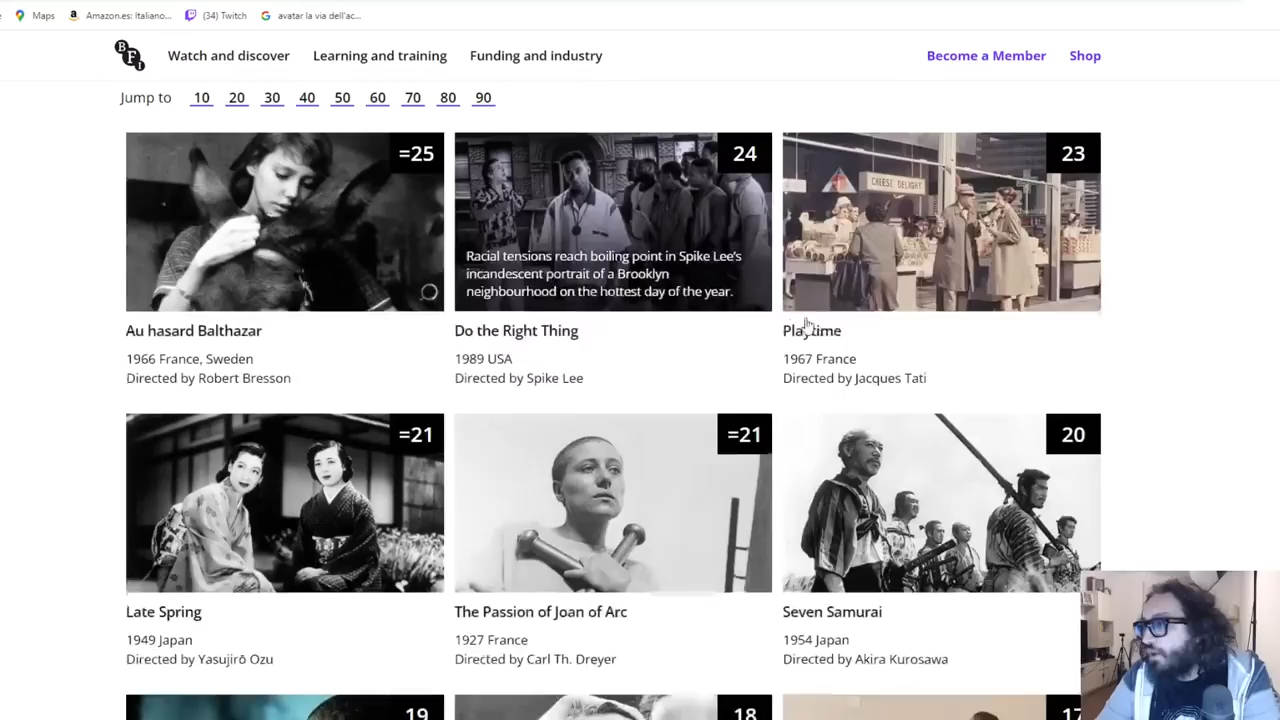 Maps
Amazon.es: Italiano...
(34) Twitch
avatar la via dell'ac...
BFI
Watch and discover
Learning and training
Funding and industry
Become a Member
Shop
Jump to 10 20 30 40 50 60 70 80 90
=25
24
23
CHEESE DELIGHT
Racial tensions reach boiling point in Spike Lee's
incandescent portrait of a Brooklyn
neighbourhood on the hottest day of the year.
Au hasard Balthazar
1966 France, Sweden
Directed by Robert Bresson
Do the Right Thing
1989 USA
Directed by Spike Lee
Playtime
1967 France
Directed by Jacques Tati
=21
=21
20
Late Spring
1949 Japan
Directed by Yasujirō Ozu
The Passion of Joan of Arc
1927 France
Directed by Carl Th. Dreyer
Seven Samurai
1954 Japan
Directed by Akira Kurosawa
19
18
17